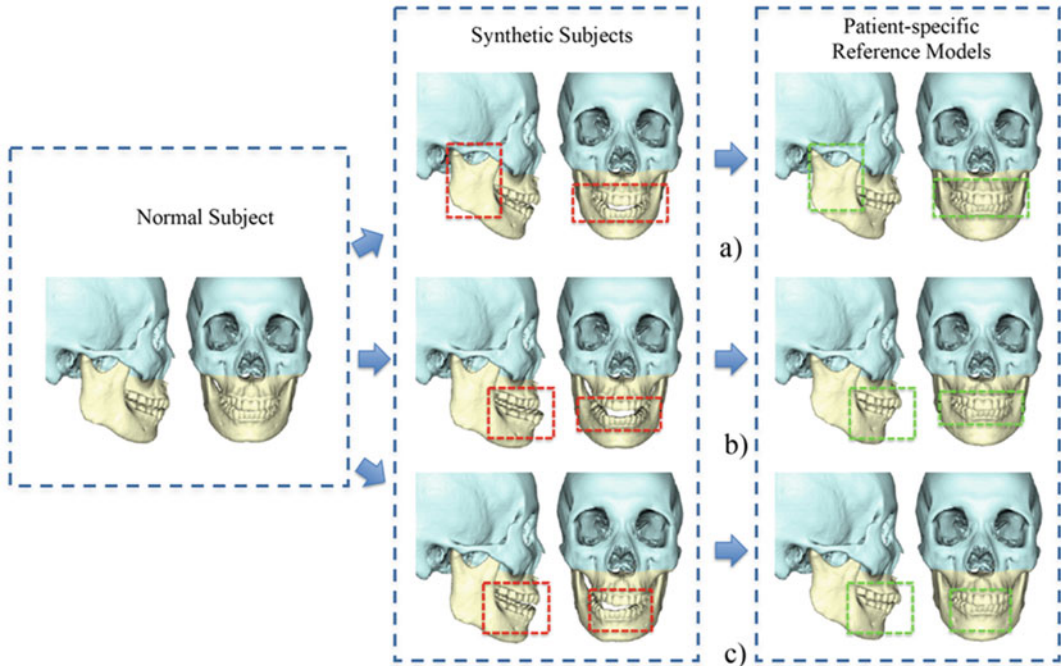 Synthetic Subjects
Patient-specific
Reference Models
Normal Subject
a)
b)
c)